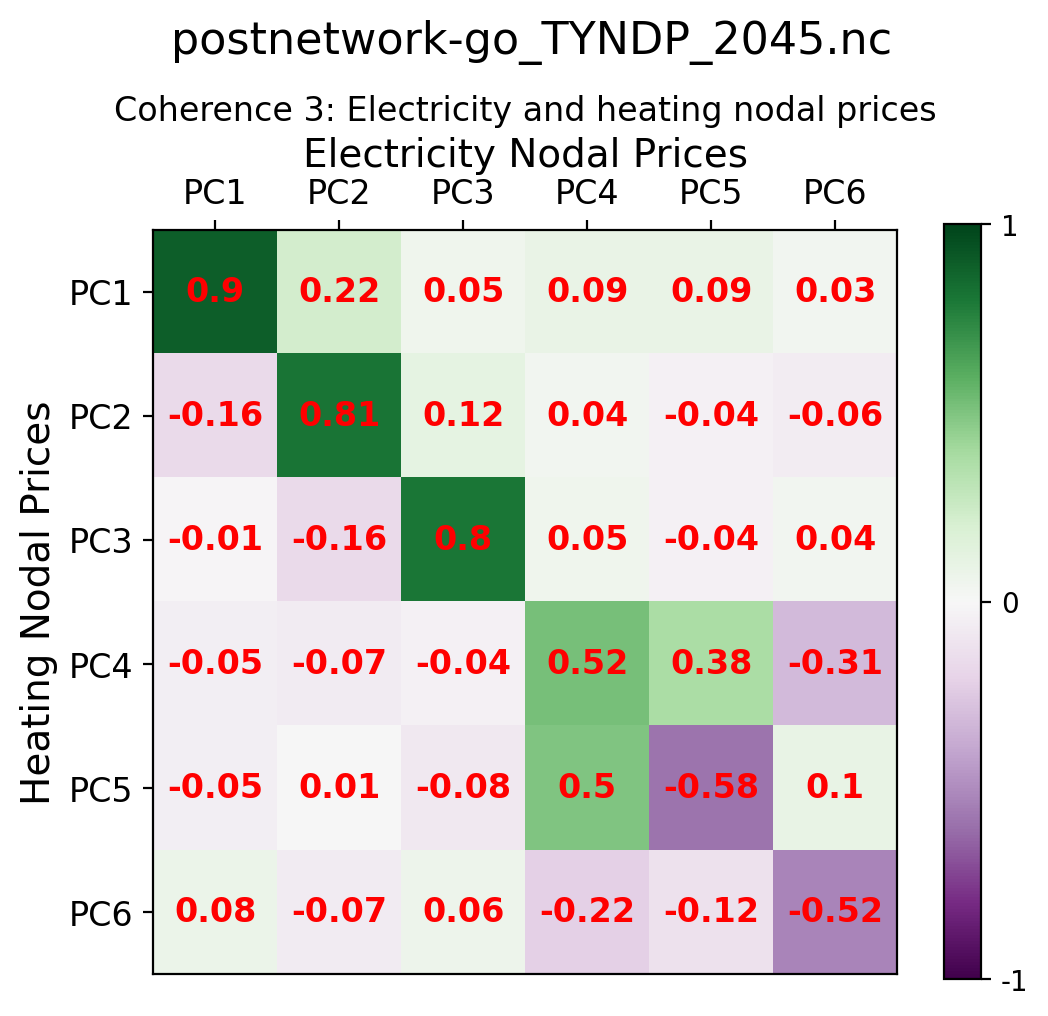 postnetwork-go_TYNDP_2045.nc
Coherence 3: Electricity and heating nodal prices
Electricity Nodal Prices
PC1 PC2 PC3 PC4 PC5 PC6
Heating Nodal Prices
PC1 0.9 0.22 0.05 0.09 0.09 0.03
PC2 -0.16 0.81 0.12 0.04 -0.04 -0.06
PC3 -0.01 -0.16 0.8 0.05 -0.04 0.04
PC4 -0.05 -0.07 -0.04 0.52 0.38 -0.31
PC5 -0.05 0.01 -0.08 0.5 -0.58 0.1
PC6 0.08 -0.07 0.06 -0.22 -0.12 -0.52
1
0
-1